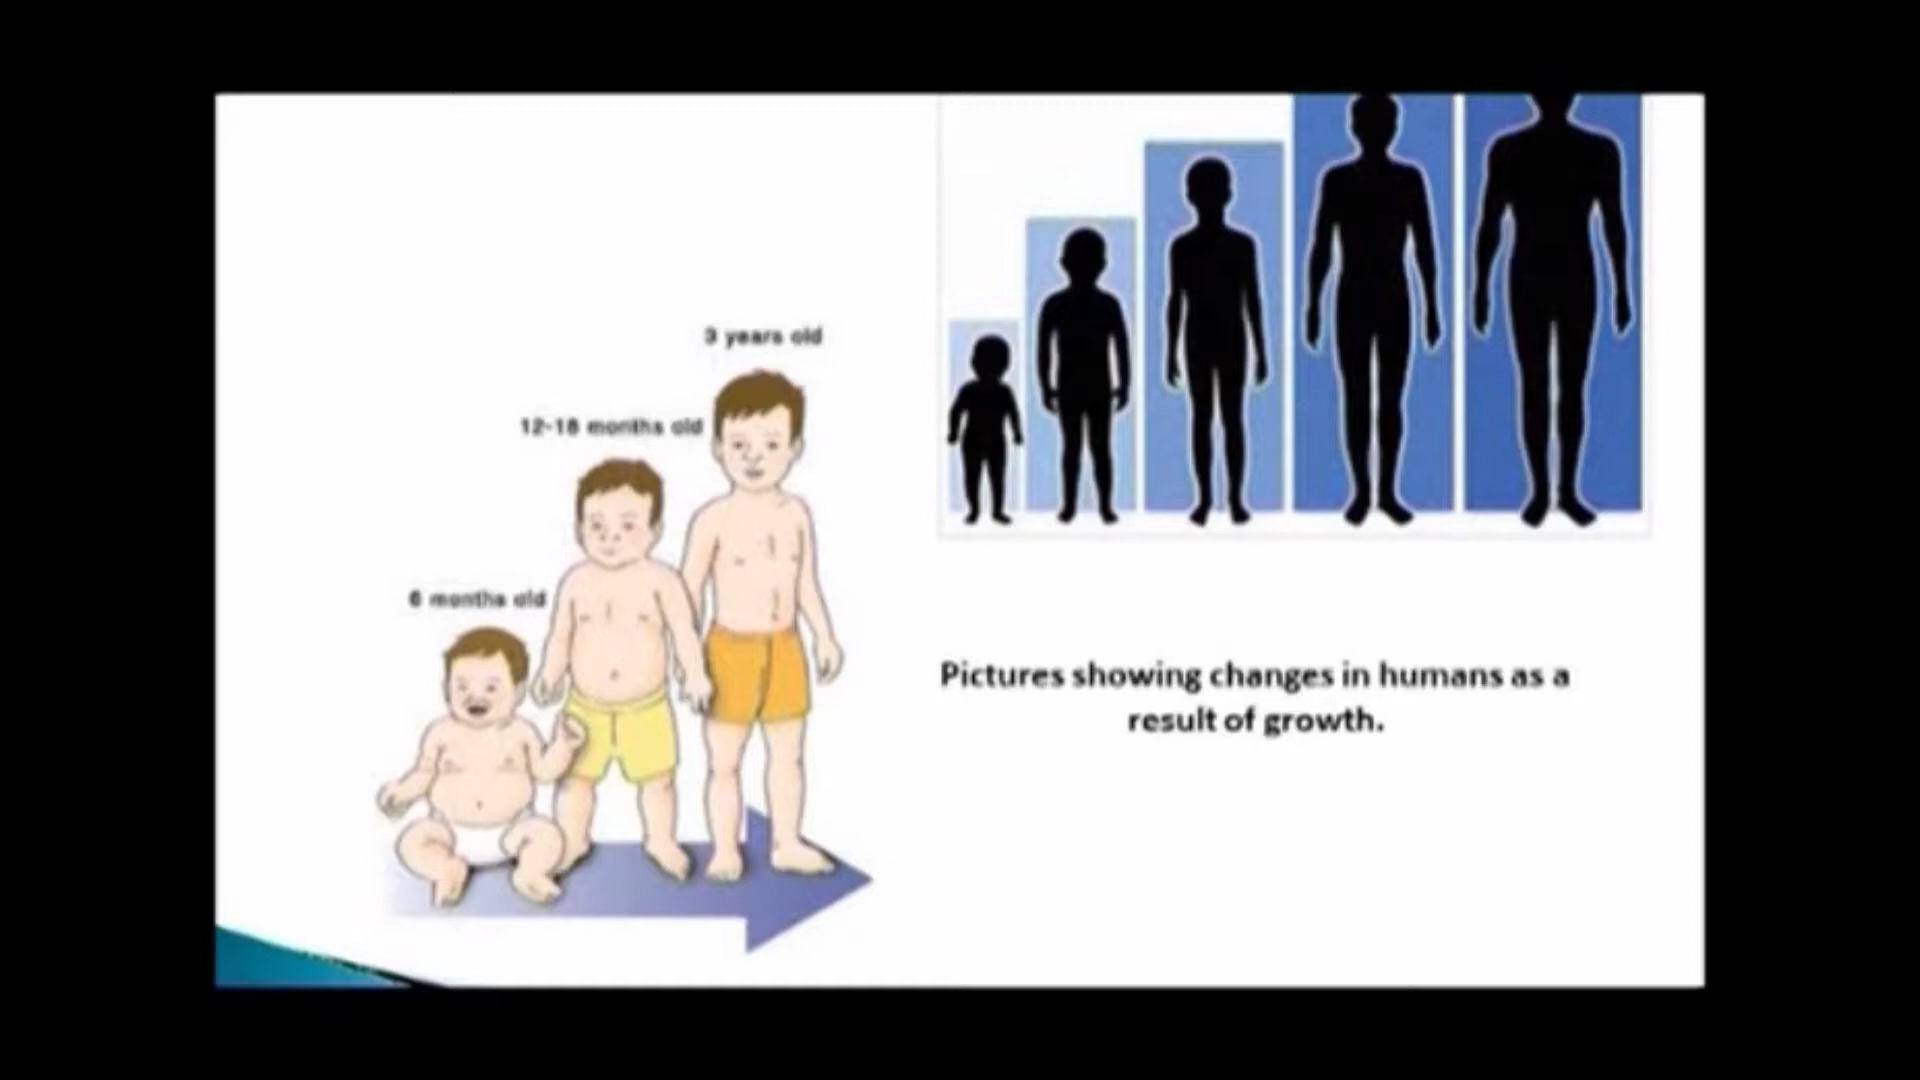 3 years old
12-18 months old
6 months old
Pictures showing changes in humans as a
result of growth.